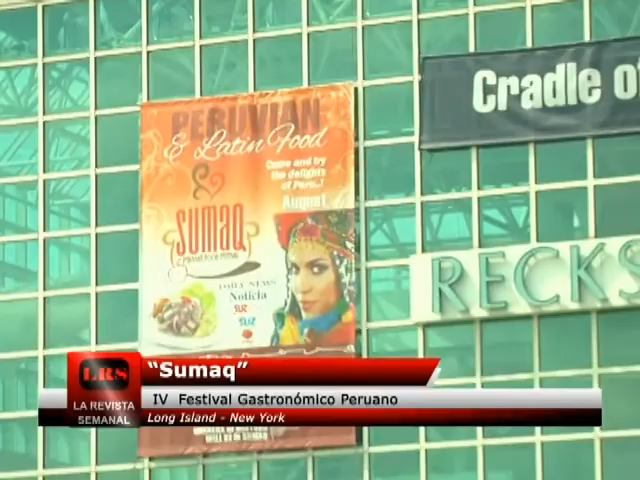 PERUVIAN
& Latin Food
Come and try
the delights
of Peru..!
August
SUMAQ
DAILY NEWS
Noticia
Cradle of
RECKS
LRS
LA REVISTA
SEMANAL
"Sumaq"
IV Festival Gastronómico Peruano
Long Island - New York